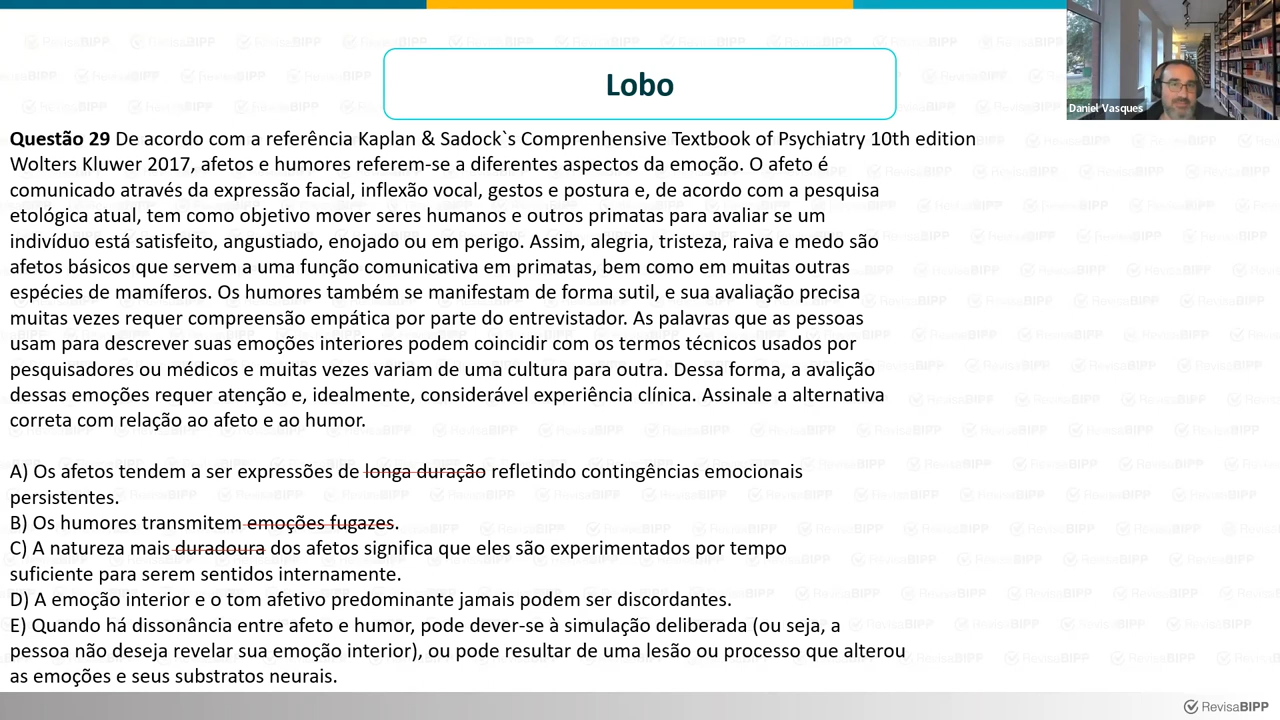 Lobo
Daniel Vasques
Questão 29 De acordo com a referência Kaplan & Sadock`s Comprenhensive Textbook of Psychiatry 10th edition
Wolters Kluwer 2017, afetos e humores referem-se a diferentes aspectos da emoção. O afeto é
comunicado através da expressão facial, inflexão vocal, gestos e postura e, de acordo com a pesquisa
etológica atual, tem como objetivo mover seres humanos e outros primatas para avaliar se um
indivíduo está satisfeito, angustiado, enojado ou em perigo. Assim, alegria, tristeza, raiva e medo são
afetos básicos que servem a uma função comunicativa em primatas, bem como em muitas outras
espécies de mamíferos. Os humores também se manifestam de forma sutil, e sua avaliação precisa
muitas vezes requer compreensão empática por parte do entrevistador. As palavras que as pessoas
usam para descrever suas emoções interiores podem coincidir com os termos técnicos usados por
pesquisadores ou médicos e muitas vezes variam de uma cultura para outra. Dessa forma, a avalição
dessas emoções requer atenção e, idealmente, considerável experiência clínica. Assinale a alternativa
correta com relação ao afeto e ao humor.
A) Os afetos tendem a ser expressões de longa duração refletindo contingências emocionais
persistentes.
B) Os humores transmitem emoções fugazes.
C) A natureza mais duradoura dos afetos significa que eles são experimentados por tempo
suficiente para serem sentidos internamente.
D) A emoção interior e o tom afetivo predominante jamais podem ser discordantes.
E) Quando há dissonância entre afeto e humor, pode dever-se à simulação deliberada (ou seja, a
pessoa não deseja revelar sua emoção interior), ou pode resultar de uma lesão ou processo que alterou
as emoções e seus substratos neurais.
RevisaBIPP